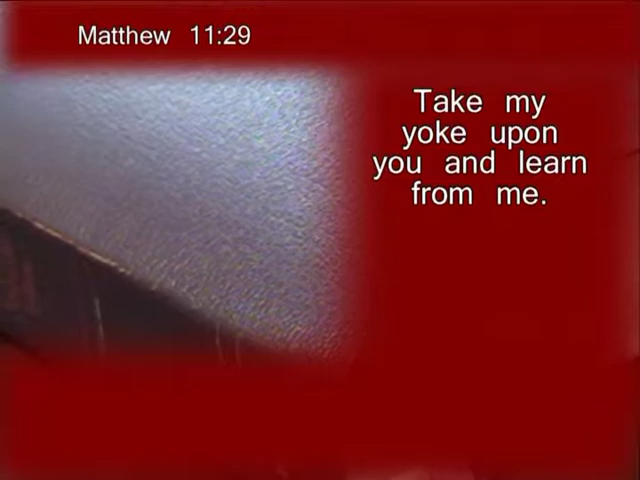 Matthew 11:29
Take my
yoke upon
you and learn
from me.